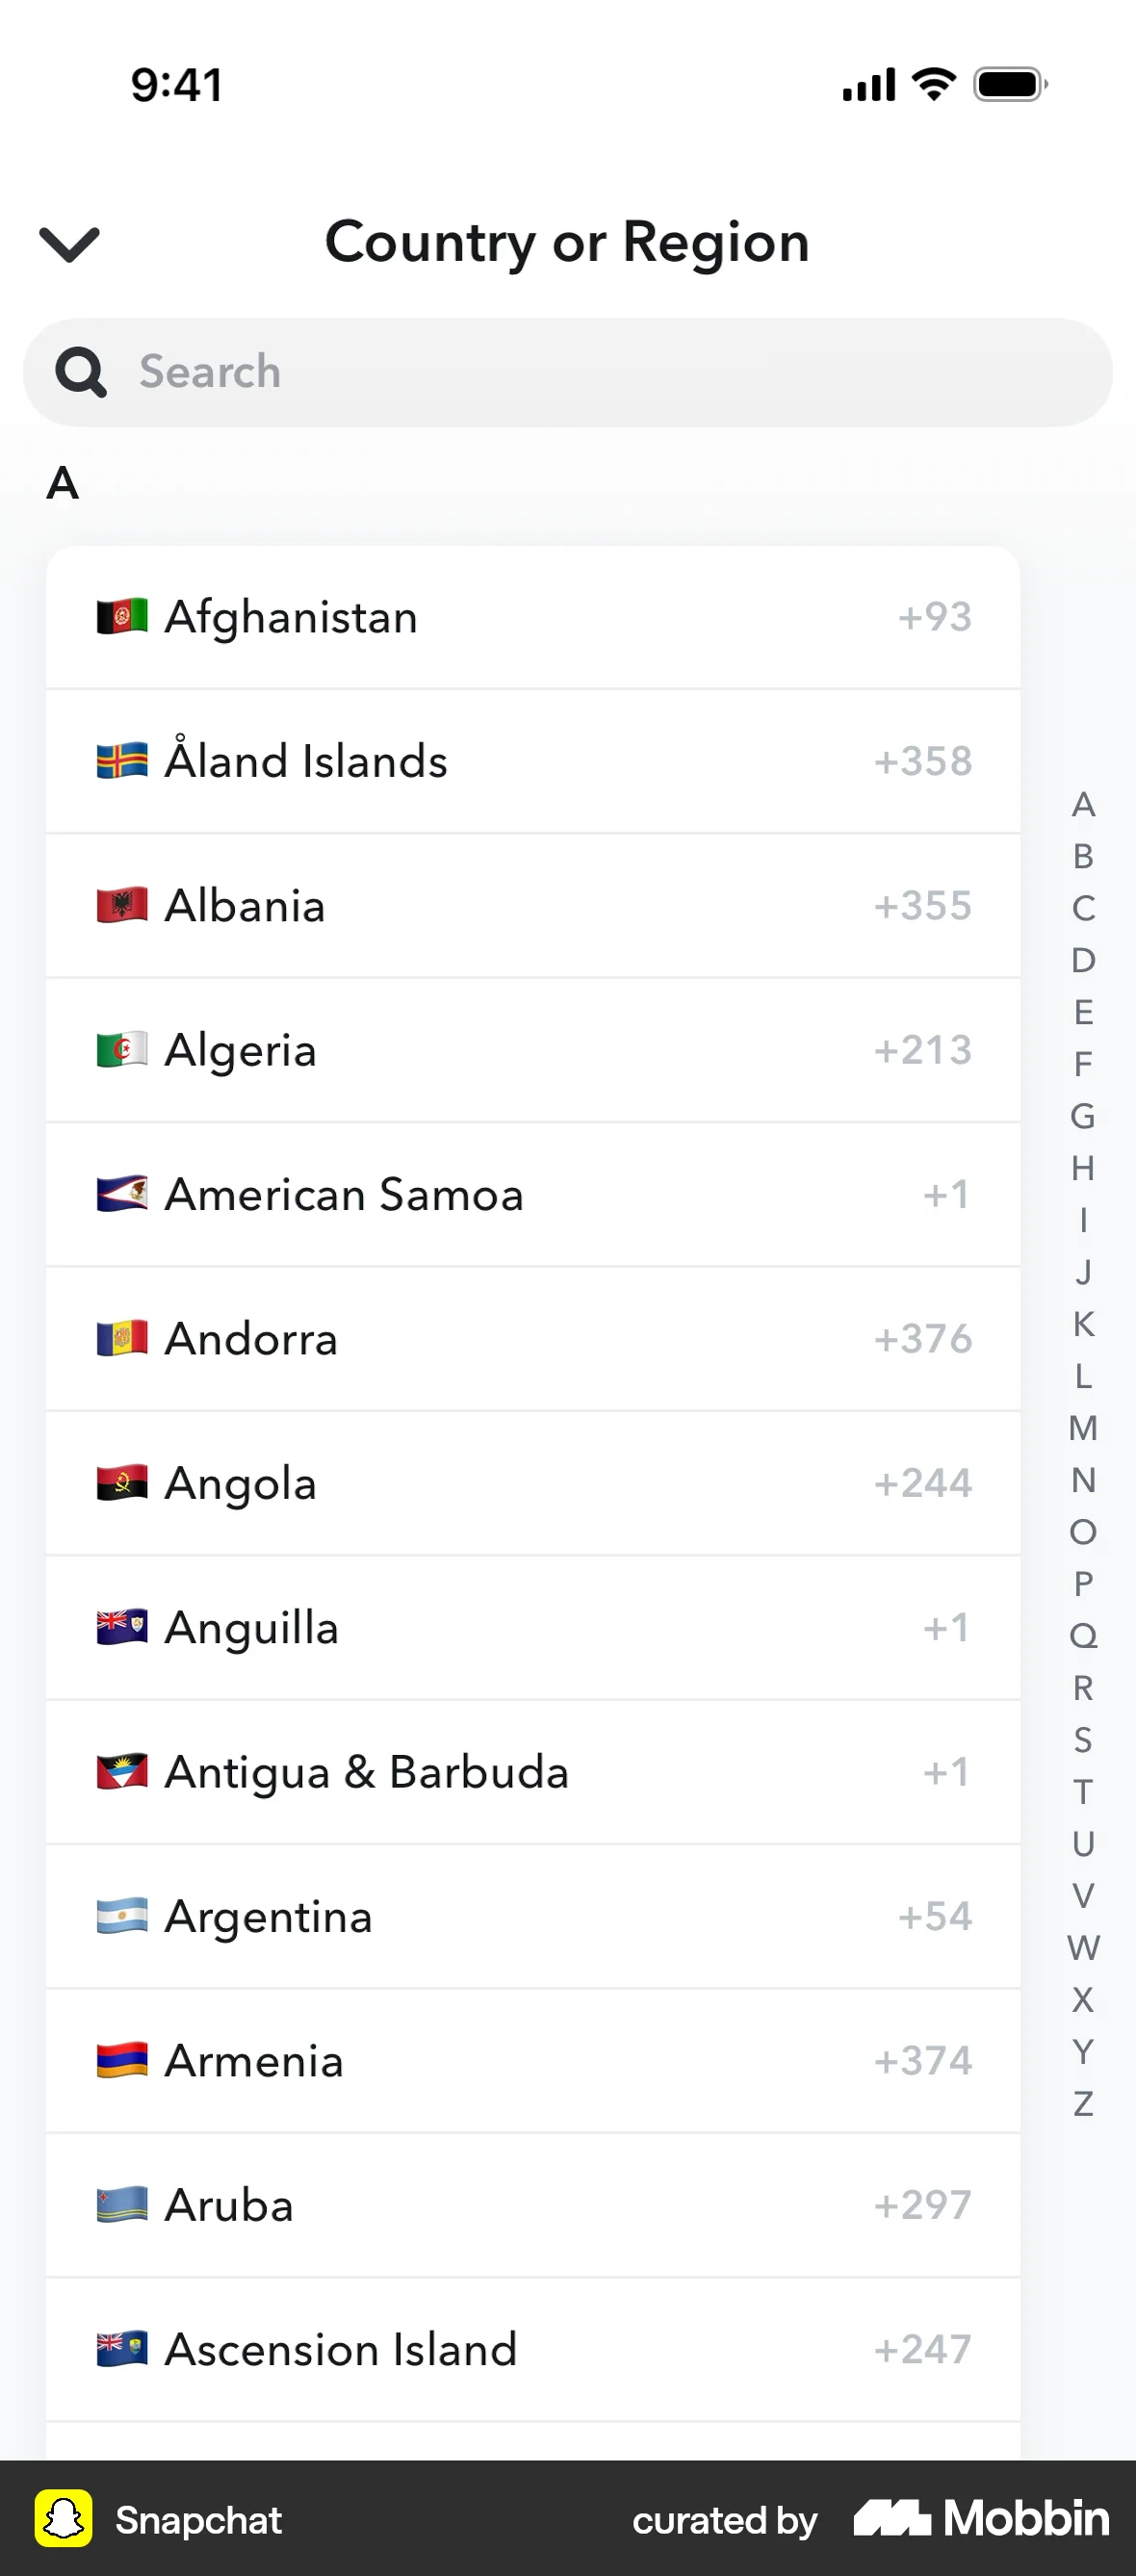 9:41
Country or Region
Search
A
Afghanistan +93
Åland Islands +358
Albania +355
Algeria +213
American Samoa +1
Andorra +376
Angola +244
Anguilla +1
Antigua & Barbuda +1
Argentina +54
Armenia +374
Aruba +297
Ascension Island +247
A
B
C
D
E
F
G
H
I
J
K
L
M
N
O
P
Q
R
S
T
U
V
W
X
Y
Z
Snapchat curated by Mobbin